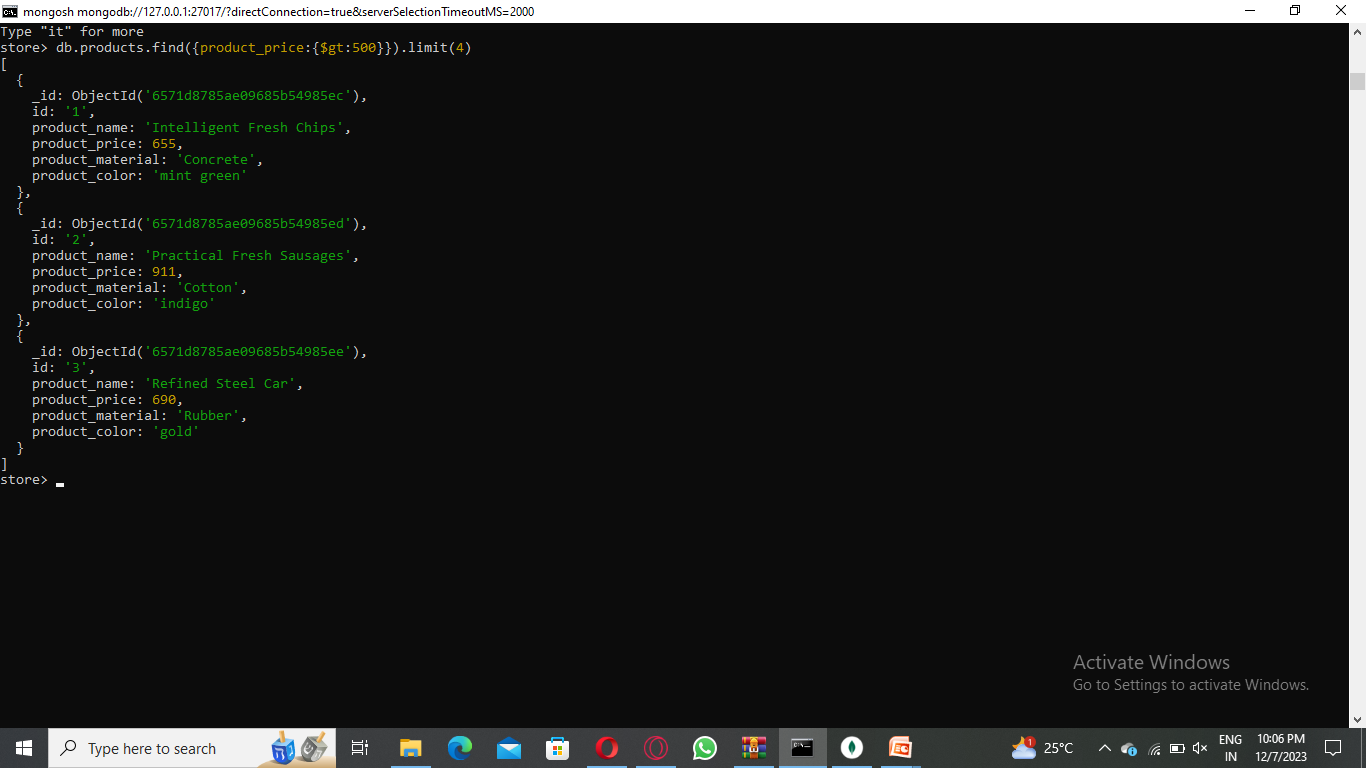 mongosh mongodb://127.0.0.1:27017/?directConnection=true&serverSelectionTimeoutMS=2000
Type "it" for more
store> db.products.find({product_price:{$gt:500}}).limit(4)
[
  {
    _id: ObjectId('6571d8785ae09685b54985ec'),
    id: '1',
    product_name: 'Intelligent Fresh Chips',
    product_price: 655,
    product_material: 'Concrete',
    product_color: 'mint green'
  },
  {
    _id: ObjectId('6571d8785ae09685b54985ed'),
    id: '2',
    product_name: 'Practical Fresh Sausages',
    product_price: 911,
    product_material: 'Cotton',
    product_color: 'indigo'
  },
  {
    _id: ObjectId('6571d8785ae09685b54985ee'),
    id: '3',
    product_name: 'Refined Steel Car',
    product_price: 690,
    product_material: 'Rubber',
    product_color: 'gold'
  }
]
store>
Activate Windows
Go to Settings to activate Windows.
Type here to search
1
25°C
ENG
IN
10:06 PM
12/7/2023